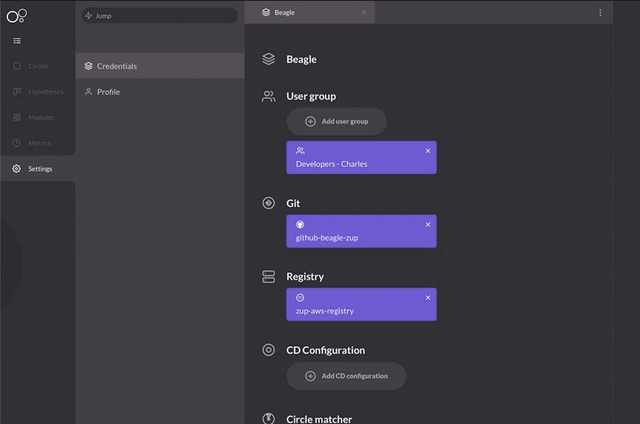 Jump
Beagle
Circles
Hypotheses
Modules
Metrics
Settings
Credentials
Profile
Beagle
User group
Add user group
Developers - Charles
Git
github-beagle-zup
Registry
zup-aws-registry
CD Configuration
Add CD configuration
Circle matcher